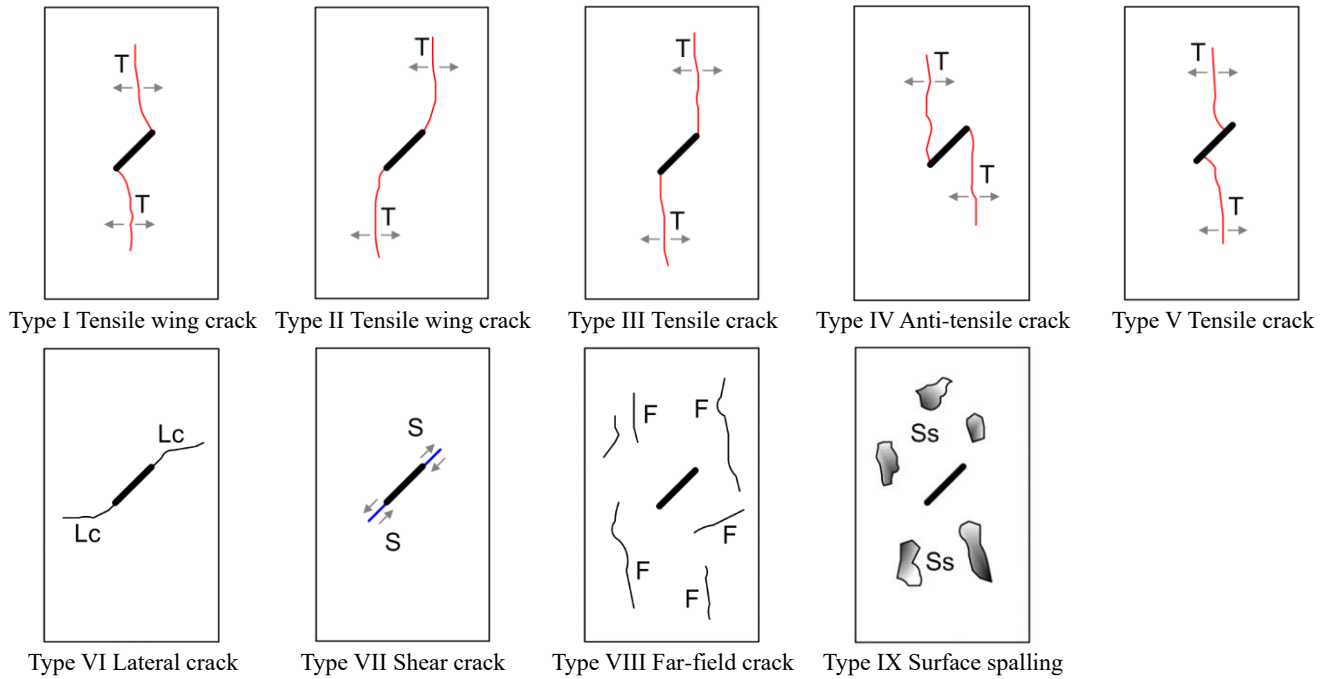 T
T
T
T
T
T
T
T
T
T
Type I Tensile wing crack
Type II Tensile wing crack
Type III Tensile crack
Type IV Anti-tensile crack
Type V Tensile crack
Lc
Lc
S
S
F
F
F
F
F
Ss
Ss
Type VI Lateral crack
Type VII Shear crack
Type VIII Far-field crack
Type IX Surface spalling